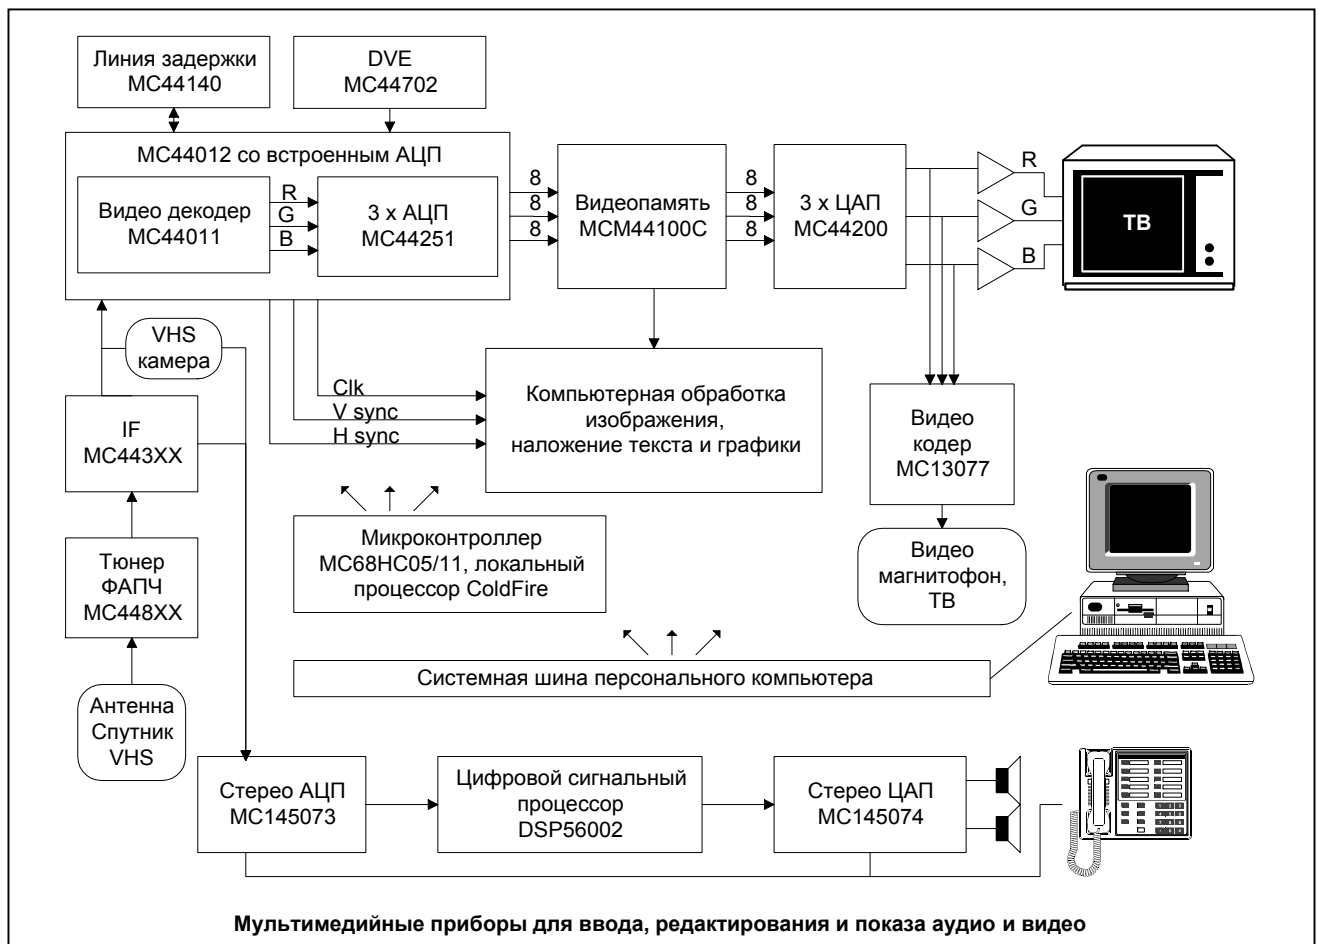 Линия задержки
MC44140
DVE
MC44702
MC44012 со встроенным АЦП
Видео декодер
MC44011
R
G
B
3 x АЦП
MC44251
8
8
8
Видеопамять
MCM44100C
8
8
8
3 x ЦАП
MC44200
R
G
B
ТВ
VHS
камера
Clk
V sync
H sync
Компьютерная обработка
изображения,
наложение текста и графики
IF
MC443XX
Видео
кодер
MC13077
Микроконтроллер
MC68HC05/11, локальный
процессор ColdFire
Тюнер
ФАПЧ
MC448XX
Видео
магнитофон,
ТВ
Системная шина персонального компьютера
Антенна
Спутник
VHS
Стерео АЦП
MC145073
Цифровой сигнальный
процессор
DSP56002
Стерео ЦАП
MC145074
Мультимедийные приборы для ввода, редактирования и показа аудио и видео